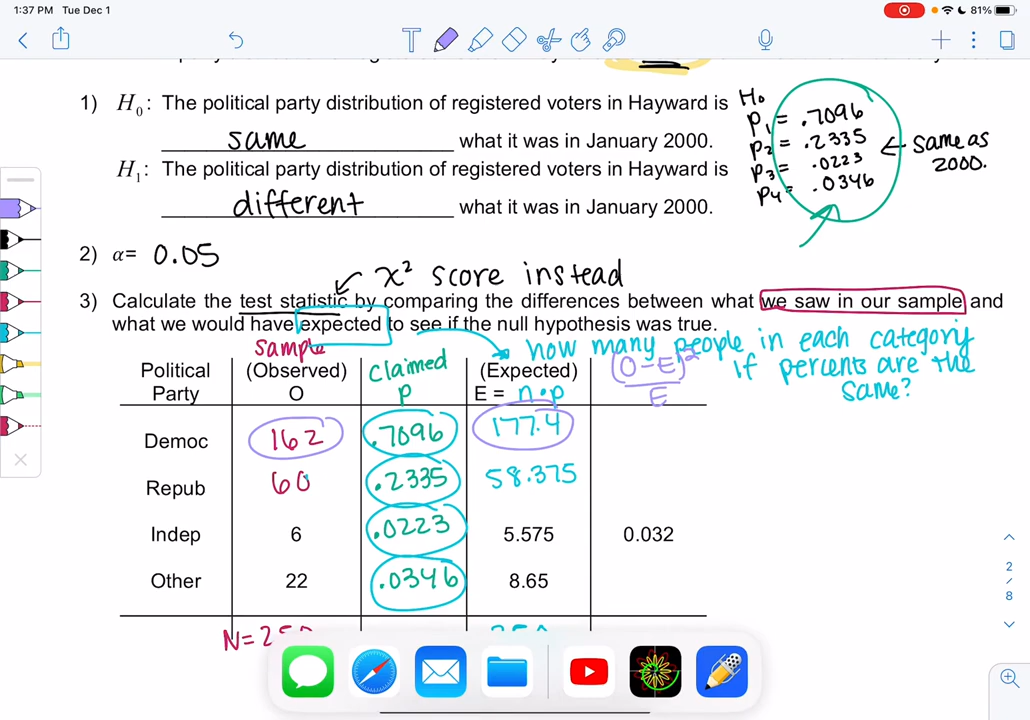 1:37 PM Tue Dec 1
81%
1) H₀: The political party distribution of registered voters in Hayward is
same what it was in January 2000.
H₁: The political party distribution of registered voters in Hayward is
different what it was in January 2000.
H₀
p₁ = .7096
p₂ = .2335
p₃ = .0223
p₄ = .0346
← same as
2000.
2) α= 0.05
x² score instead
3) Calculate the test statistic by comparing the differences between what we saw in our sample and
what we would have expected to see if the null hypothesis was true.
how many people in each category
if percents are the
same?
Political Party
sample (Observed) O
claimed p
(Expected) E = n•p
(O-E)²/E
Democ 162 .7096 177.4
Repub 60 .2335 58.375
Indep 6 .0223 5.575 0.032
Other 22 .0346 8.65
N=250 250
2
/
8